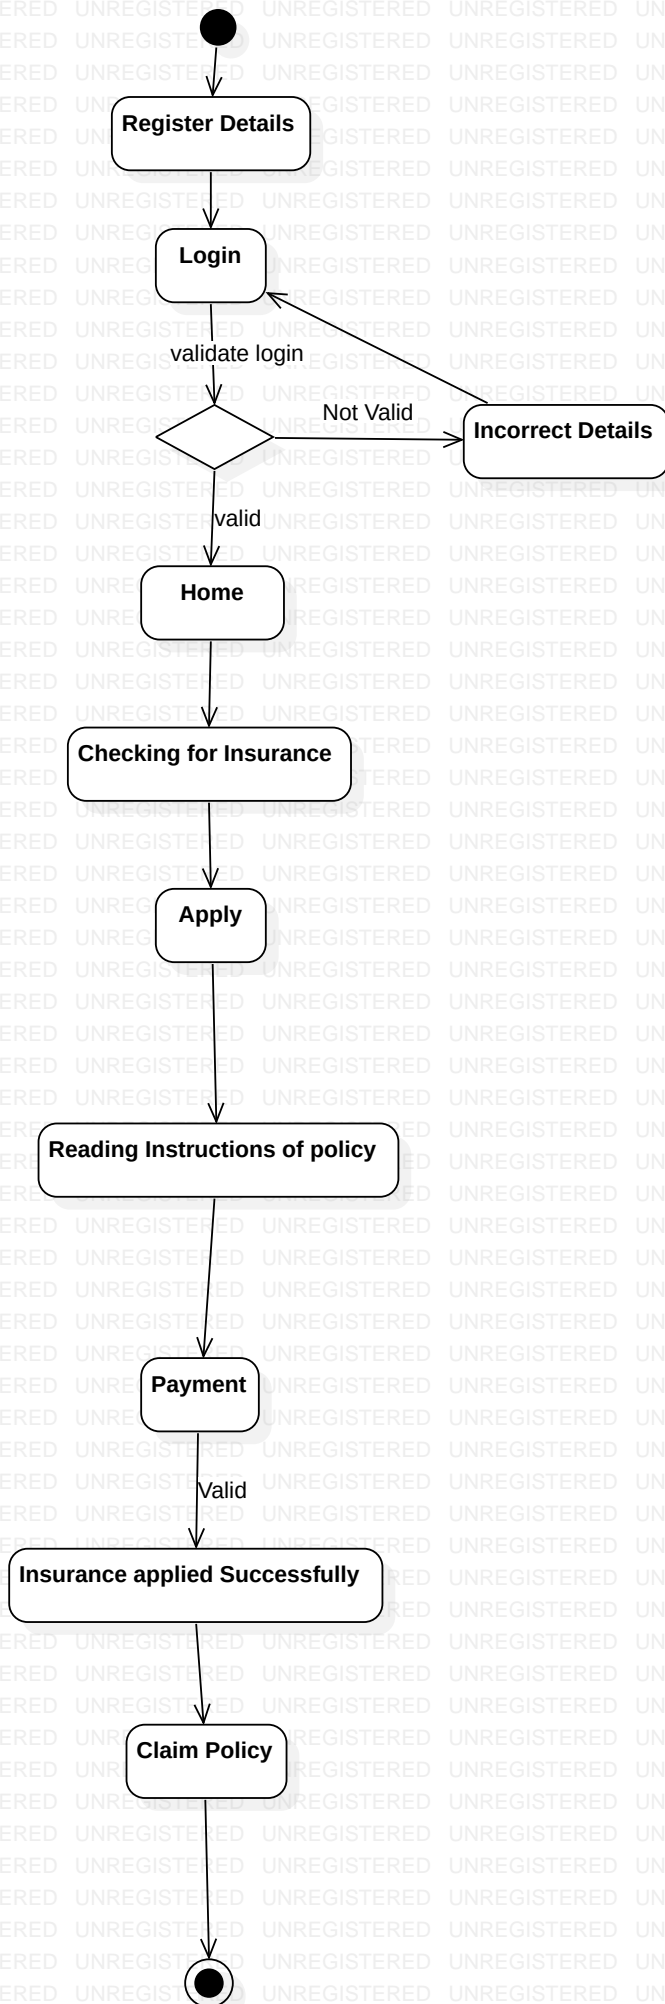 Register Details
Login
validate login
Not Valid
Incorrect Details
valid
Home
Checking for Insurance
Apply
Reading Instructions of policy
Payment
Valid
Insurance applied Successfully
Claim Policy
UNREGISTERED